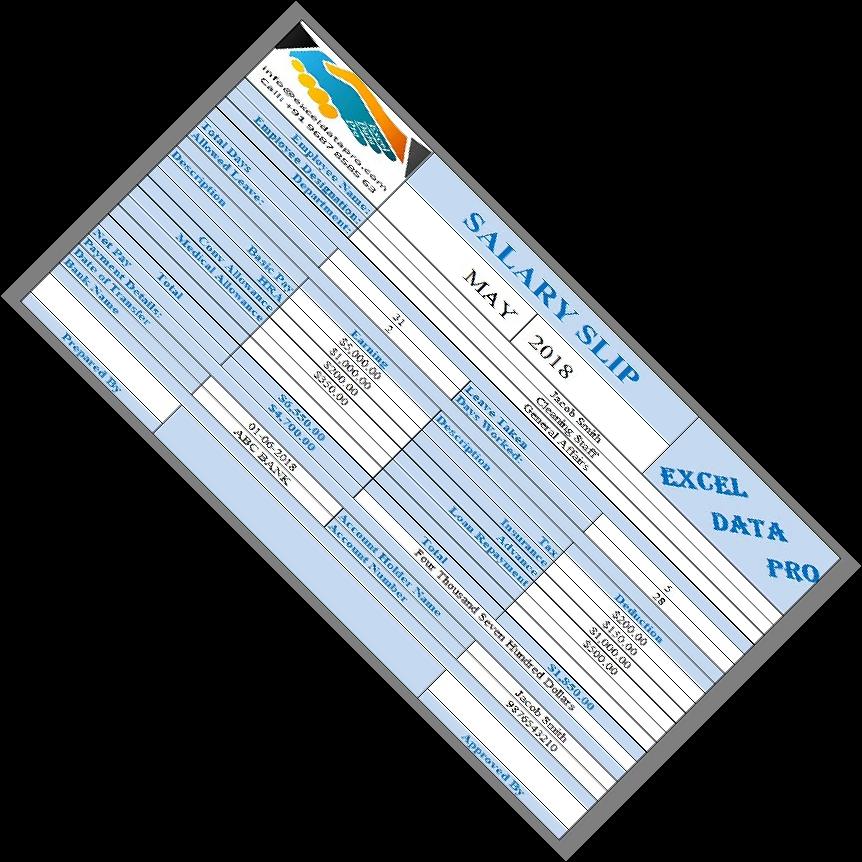 SALARY SLIP
EXCEL
DATA
PRO
info@exceldatapro.com
Call: +91 9687 8585 63
MAY 2018
Employee Name: Jacob Smith
Employee Designation: Cleaning Staff
Department: General Affairs
Total Days 31 Leave Taken 5
Allowed Leave: 2 Days Worked: 28
Description Earning Description Deduction
Basic Pay $5,000.00 Tax $200.00
HRA $1,000.00 Insurance $150.00
Conv Allowance $200.00 Advance $1,000.00
Medical Allowance $350.00 Loan Repayment $500.00
Total $6,550.00 Total $1,850.00
Net Pay $4,700.00 Four Thousand Seven Hundred Dollars
Payment Details:
Date of Transfer 01-06-2018 Account Holder Name Jacob Smith
Bank Name ABC BANK Account Number 9876543210
Prepared By Approved By